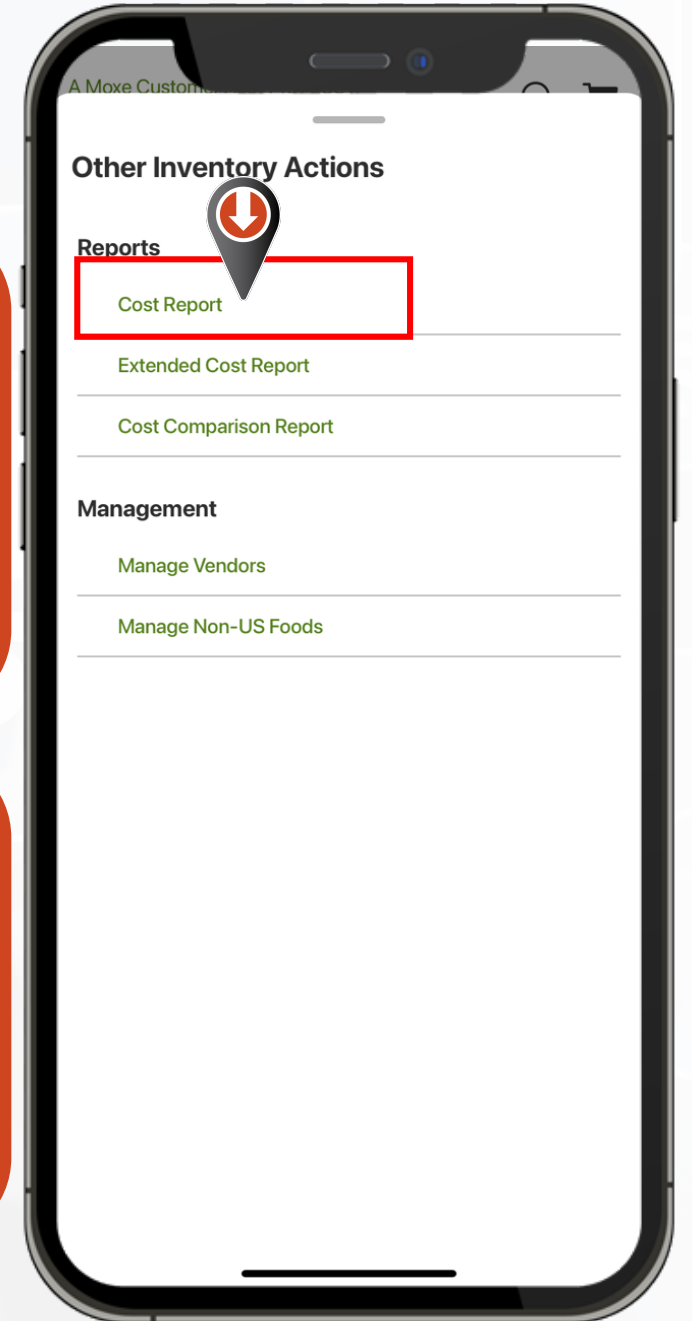 A Moxe Custom
Other Inventory Actions
Reports
Cost Report
Extended Cost Report
Cost Comparison Report
Management
Manage Vendors
Manage Non-US Foods